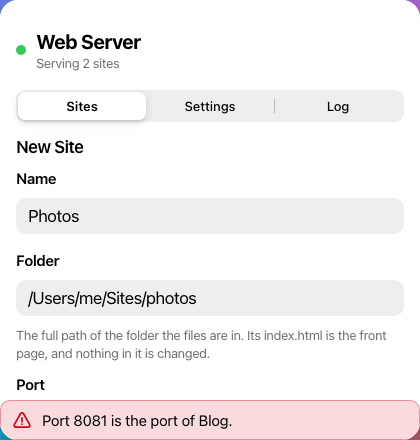 Web Server
Serving 2 sites
Sites
Settings
Log
New Site
Name
Photos
Folder
/Users/me/Sites/photos
The full path of the folder the files are in. Its index.html is the front
page, and nothing in it is changed.
Port
Port 8081 is the port of Blog.